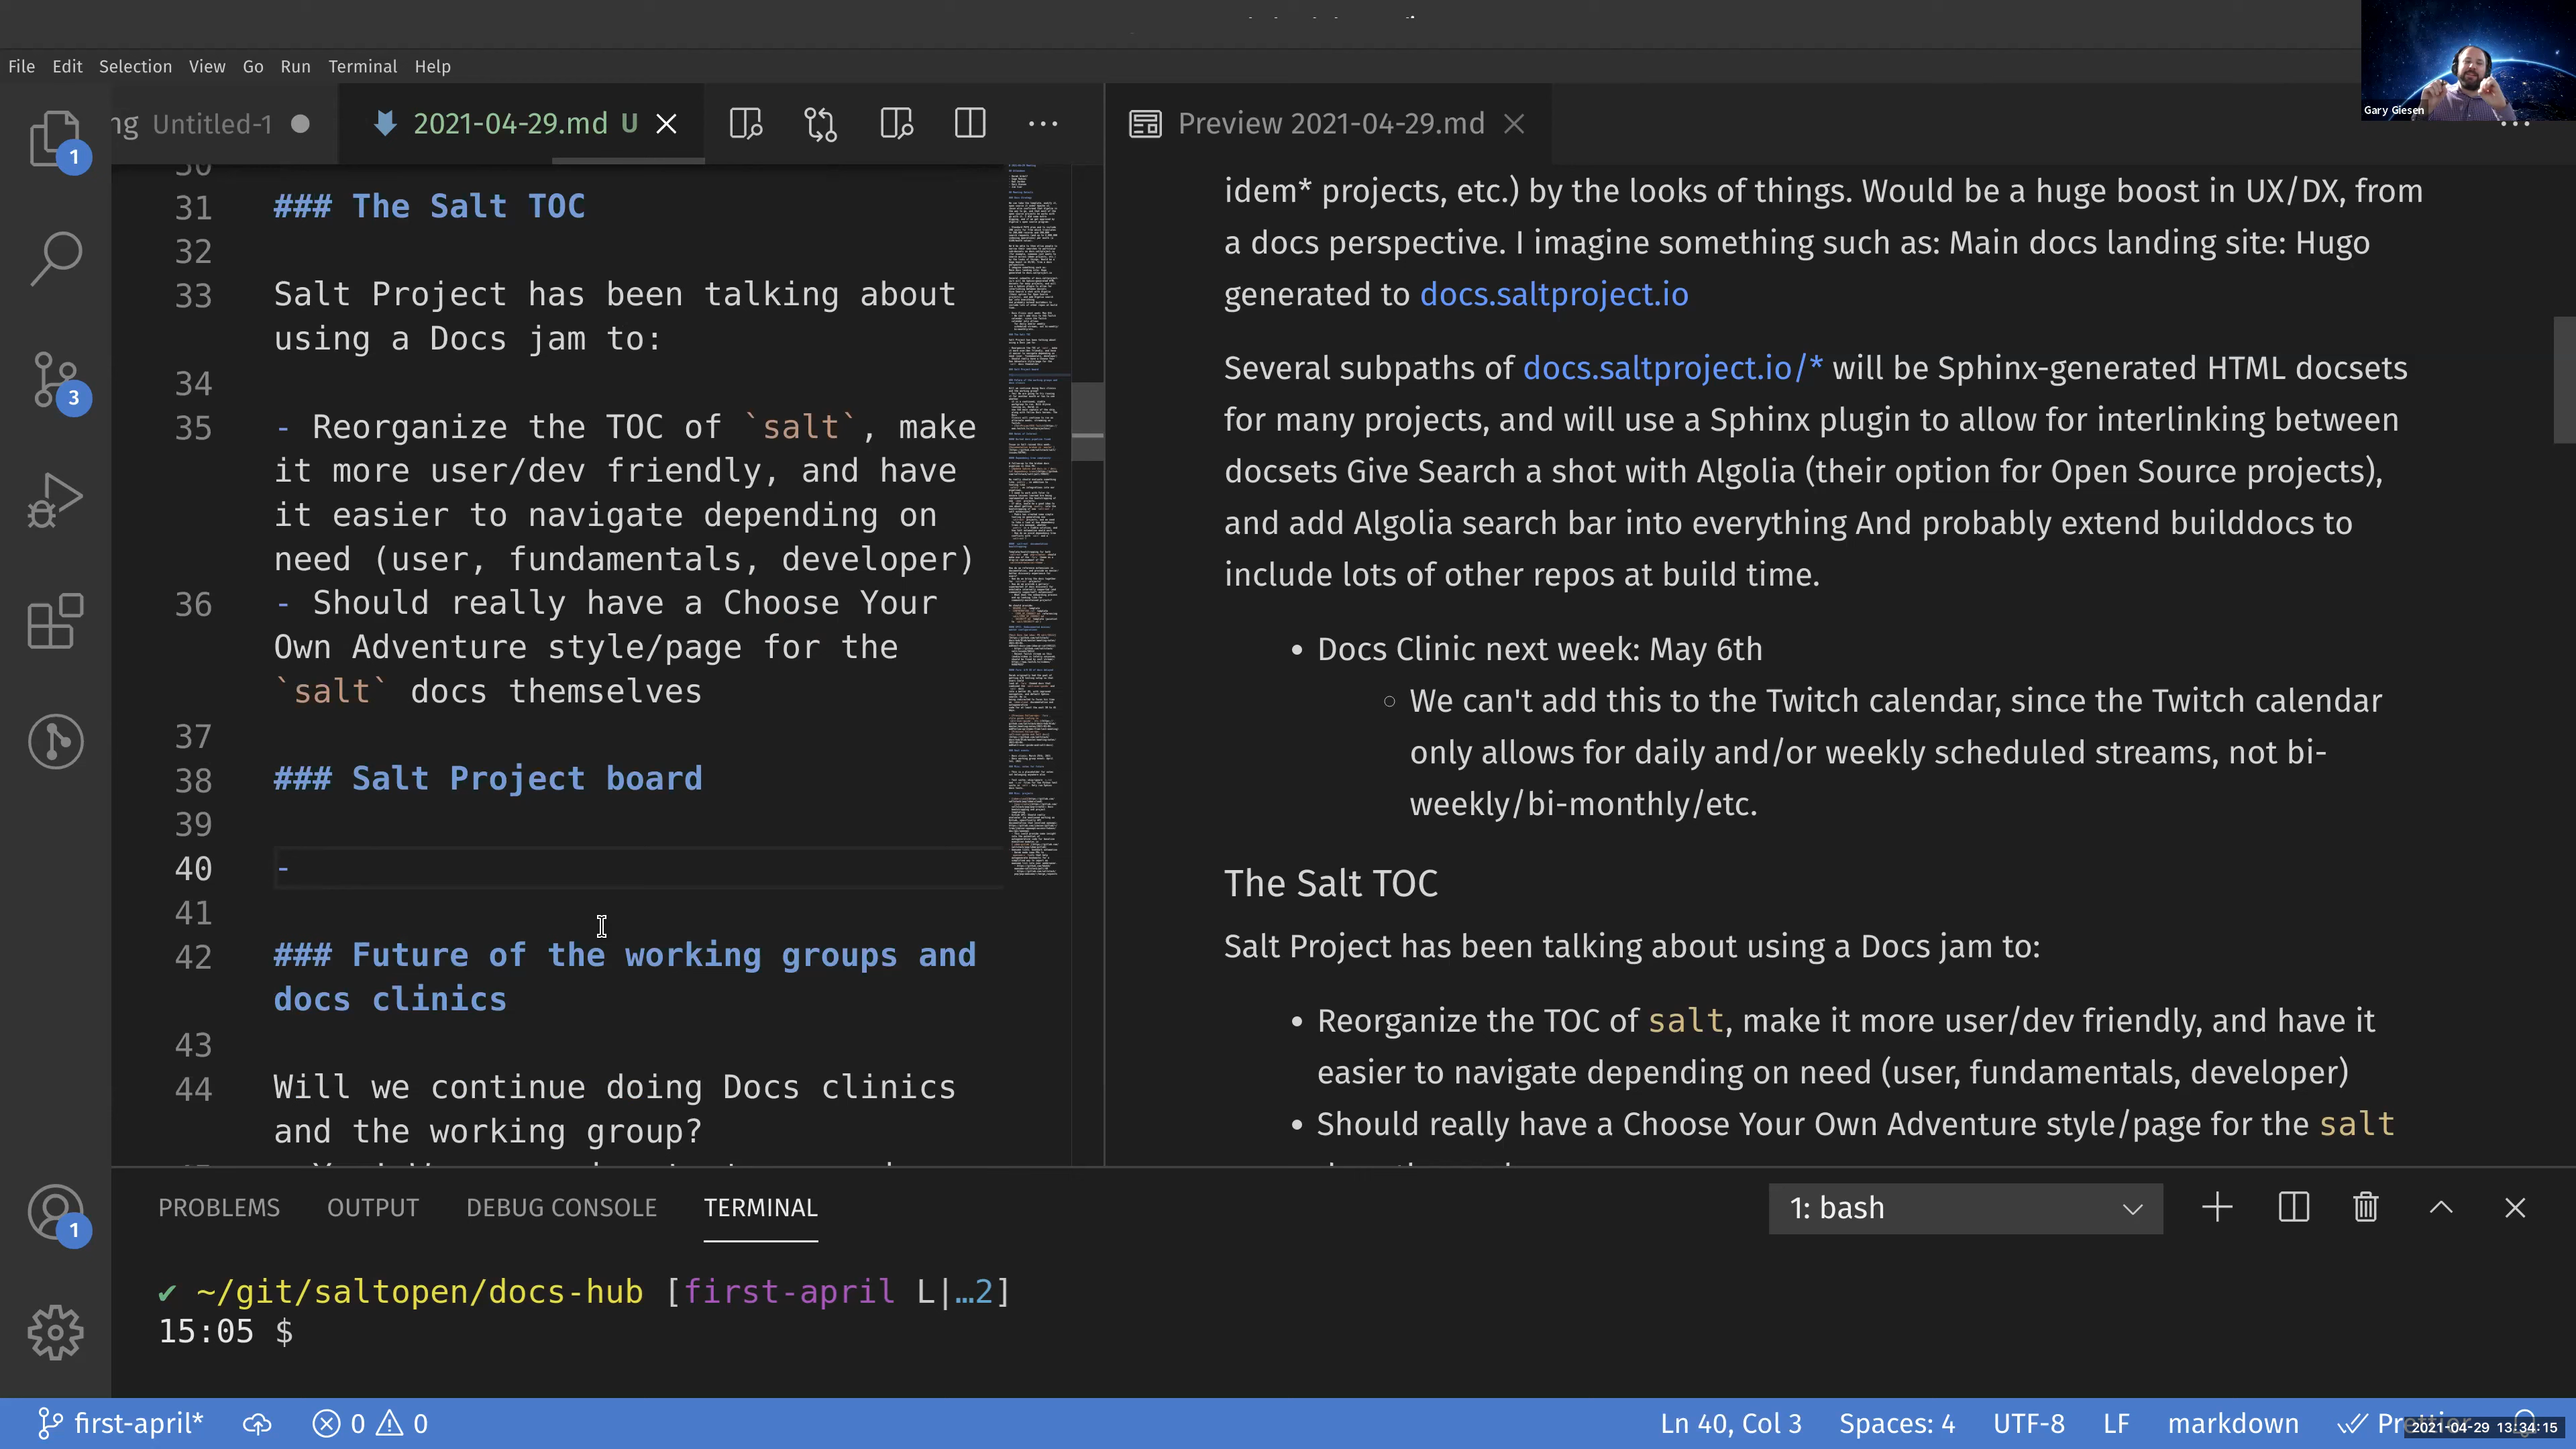 Gary Giesen
File Edit Selection View Go Run Terminal Help
ng Untitled-1
2021-04-29.md U
Preview 2021-04-29.md
1
3
1
30
31 ### The Salt TOC
32
33 Salt Project has been talking about
using a Docs jam to:
34
35 - Reorganize the TOC of `salt`, make
it more user/dev friendly, and have
it easier to navigate depending on
need (user, fundamentals, developer)
36 - Should really have a Choose Your
Own Adventure style/page for the
`salt` docs themselves
37
38 ### Salt Project board
39
40 -
41
42 ### Future of the working groups and
docs clinics
43
44 Will we continue doing Docs clinics
and the working group?
idem* projects, etc.) by the looks of things. Would be a huge boost in UX/DX, from
a docs perspective. I imagine something such as: Main docs landing site: Hugo
generated to docs.saltproject.io
Several subpaths of docs.saltproject.io/* will be Sphinx-generated HTML docsets
for many projects, and will use a Sphinx plugin to allow for interlinking between
docsets Give Search a shot with Algolia (their option for Open Source projects),
and add Algolia search bar into everything And probably extend builddocs to
include lots of other repos at build time.
• Docs Clinic next week: May 6th
○ We can't add this to the Twitch calendar, since the Twitch calendar
only allows for daily and/or weekly scheduled streams, not bi-
weekly/bi-monthly/etc.
The Salt TOC
Salt Project has been talking about using a Docs jam to:
• Reorganize the TOC of salt, make it more user/dev friendly, and have it
easier to navigate depending on need (user, fundamentals, developer)
• Should really have a Choose Your Own Adventure style/page for the salt
PROBLEMS OUTPUT DEBUG CONSOLE TERMINAL
1: bash
✔ ~/git/saltopen/docs-hub [first-april L|…2]
15:05 $
first-april* 0 0
Ln 40, Col 3 Spaces: 4 UTF-8 LF markdown
2021-04-29 13:34:15